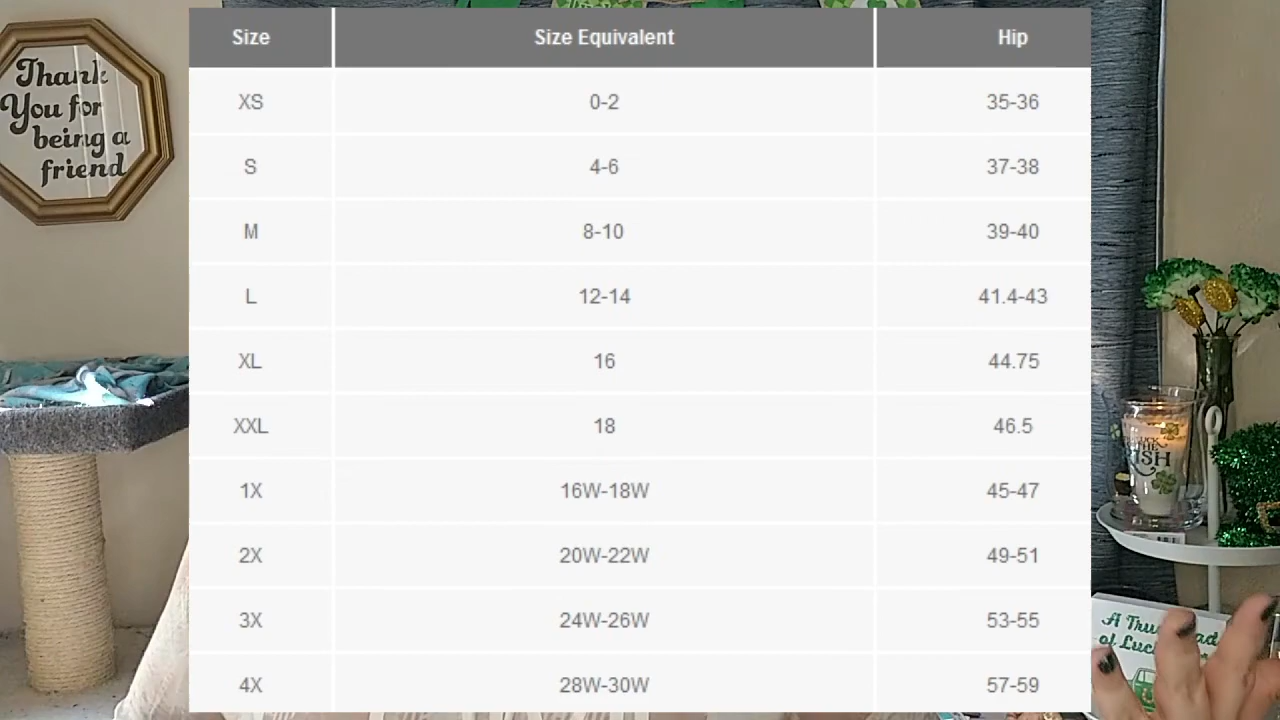 Thank
You for
being a
friend
Size Size Equivalent Hip
XS 0-2 35-36
S 4-6 37-38
M 8-10 39-40
L 12-14 41.4-43
XL 16 44.75
XXL 18 46.5
1X 16W-18W 45-47
2X 20W-22W 49-51
3X 24W-26W 53-55
4X 28W-30W 57-59
THE
A
of